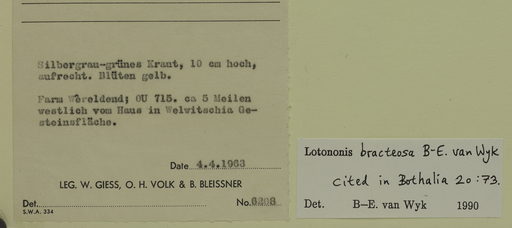 Silbergrau-grünes Kraut, 10 cm hoch,
aufrecht. Blüten gelb.
Farm Wereldend; OU 715. ca 5 Meilen
westlich vom Haus in Welwitschia Ge-
steinsfläche.
Date 4.4.1963
LEG. W. GIESS, O. H. VOLK & B. BLEISSNER
Det. No.
S.W.A. 334
Lotononis bracteosa B-E. van Wyk
cited in Bothalia 20:73.
Det. B-E. van Wyk 1990